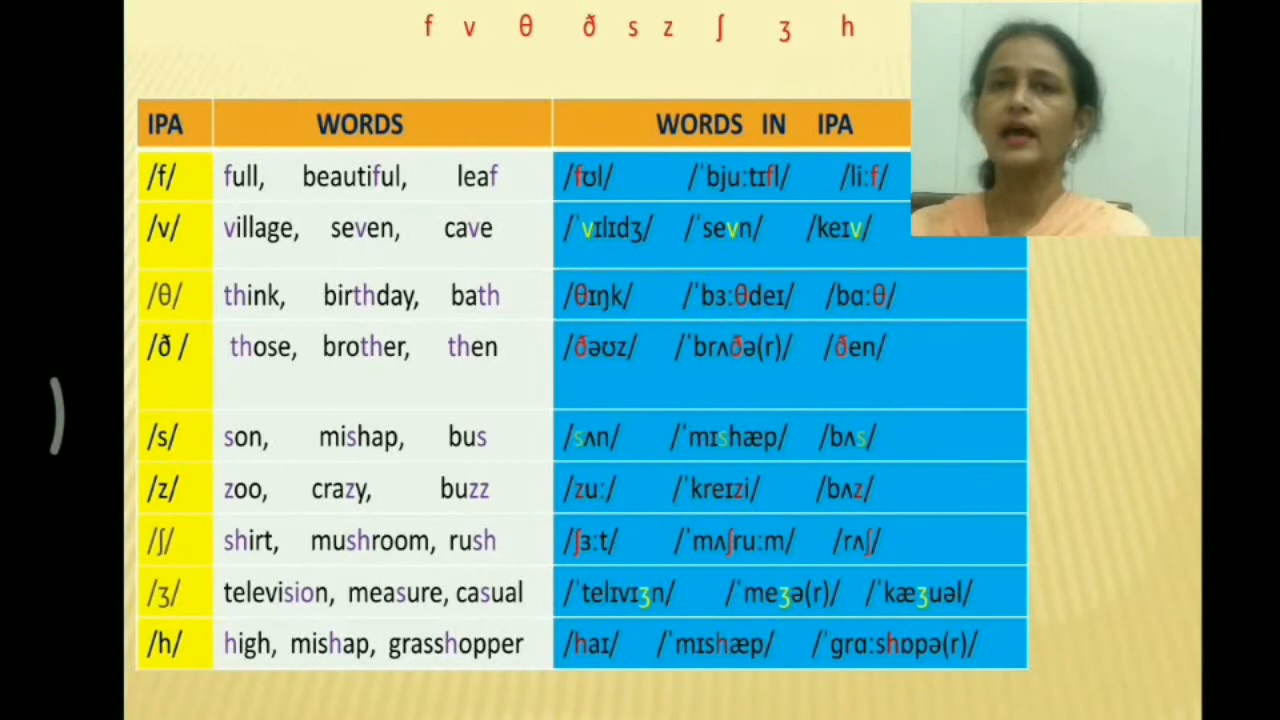 f v θ ð s z ʃ ʒ h
IPA WORDS WORDS IN IPA
/f/ full, beautiful, leaf /fʊl/ /ˈbjuːtɪfl/ /liːf/
/v/ village, seven, cave /ˈvɪlɪdʒ/ /ˈsevn/ /keɪv/
/θ/ think, birthday, bath /θɪŋk/ /ˈbɜːθdeɪ/ /bɑːθ/
/ð / those, brother, then /ðəʊz/ /ˈbrʌðə(r)/ /ðen/
/s/ son, mishap, bus /sʌn/ /ˈmɪshæp/ /bʌs/
/z/ zoo, crazy, buzz /zuː/ /ˈkreɪzi/ /bʌz/
/ʃ/ shirt, mushroom, rush /ʃɜːt/ /ˈmʌʃruːm/ /rʌʃ/
/ʒ/ television, measure, casual /ˈtelɪvɪʒn/ /ˈmeʒə(r)/ /ˈkæʒuəl/
/h/ high, mishap, grasshopper /haɪ/ /ˈmɪshæp/ /ˈɡrɑːshɒpə(r)/